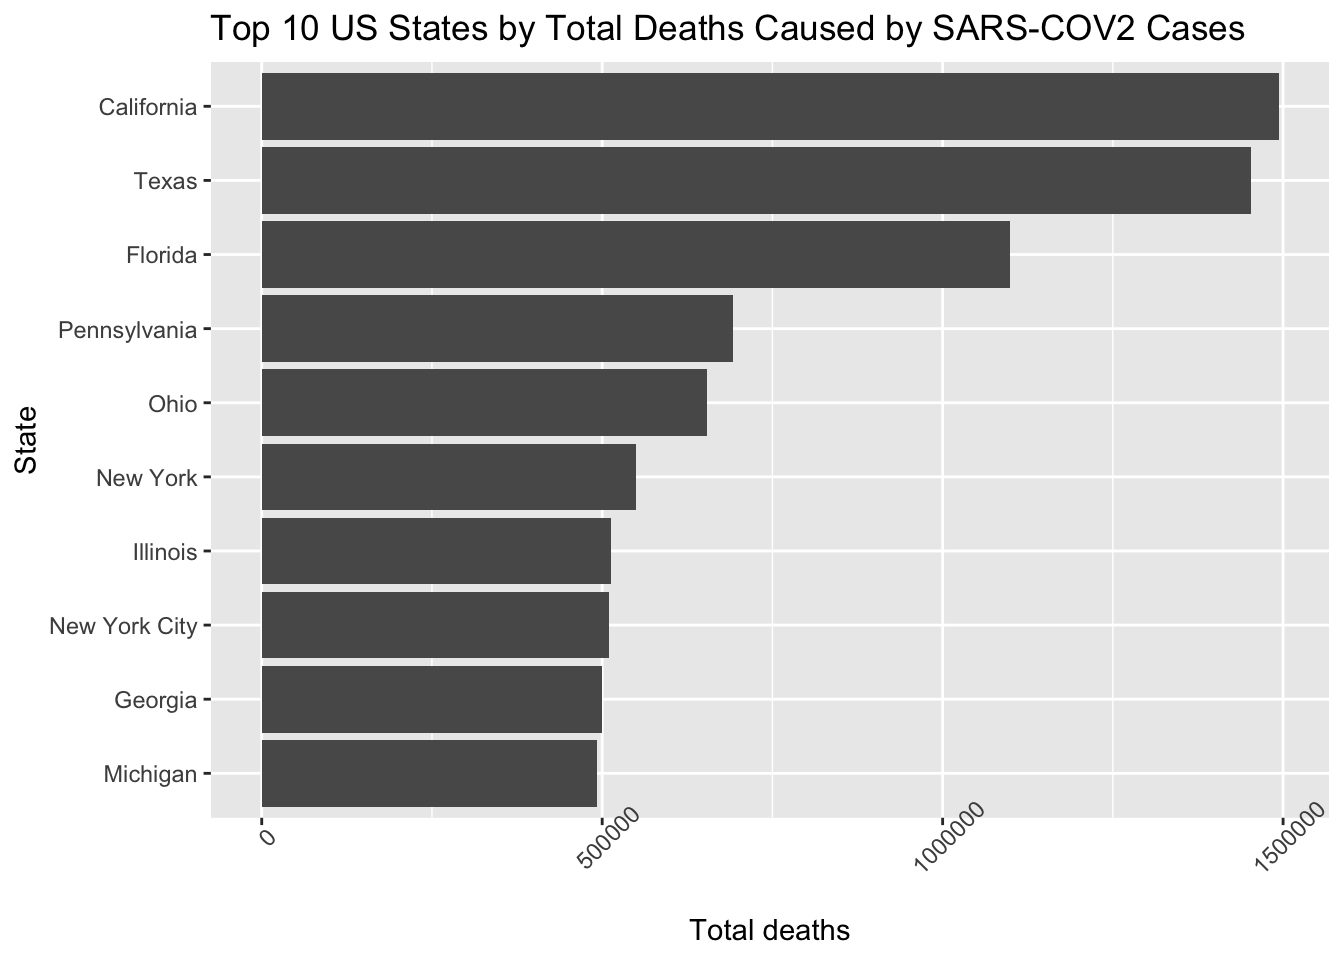 Top 10 US States by Total Deaths Caused by SARS-COV2 Cases
California
Texas
Florida
Pennsylvania
Ohio
New York
Illinois
New York City
Georgia
Michigan
State
0
500000
1000000
1500000
Total deaths